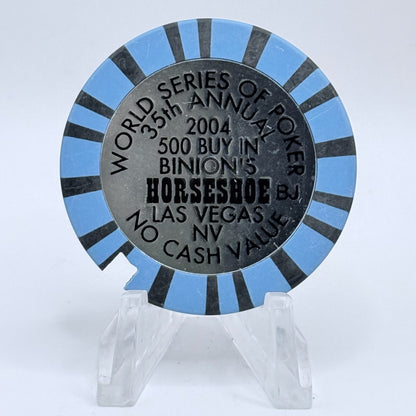 WORLD SERIES OF POKER
35th ANNUAL
2004
500 BUY IN
BINION'S
HORSESHOE BJ
LAS VEGAS
NV
NO CASH VALUE